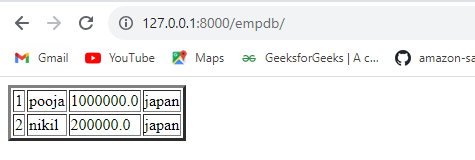 127.0.0.1:8000/empdb/
Gmail YouTube Maps GeeksforGeeks | A c... amazon-sa
1 pooja 1000000.0 japan
2 nikil 200000.0 japan